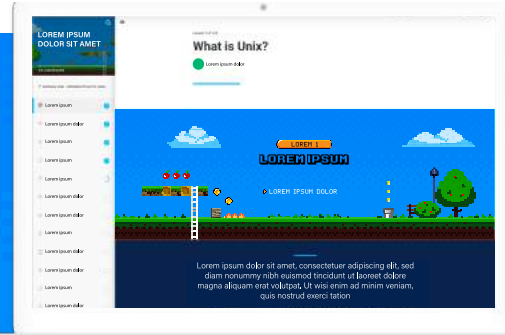 LOREM IPSUM
DOLOR SIT AMET
Lorem ipsum
Lorem ipsum dolor
Lorem ipsum
Lorem ipsum
Lorem ipsum
Lorem ipsum dolor
Lorem ipsum dolor
Lorem ipsum
Lorem ipsum dolor
Lorem ipsum dolor
Lorem ipsum
Lorem ipsum dolor
What is Unix?
Lorem ipsum dolor
LOREM 1
LOREM IPSUM
LOREM IPSUM DOLOR
Lorem ipsum dolor sit amet, consectetuer adipiscing elit, sed
diam nonummy nibh euismod tincidunt ut laoreet dolore
magna aliquam erat volutpat. Ut wisi enim ad minim veniam,
quis nostrud exerci tation